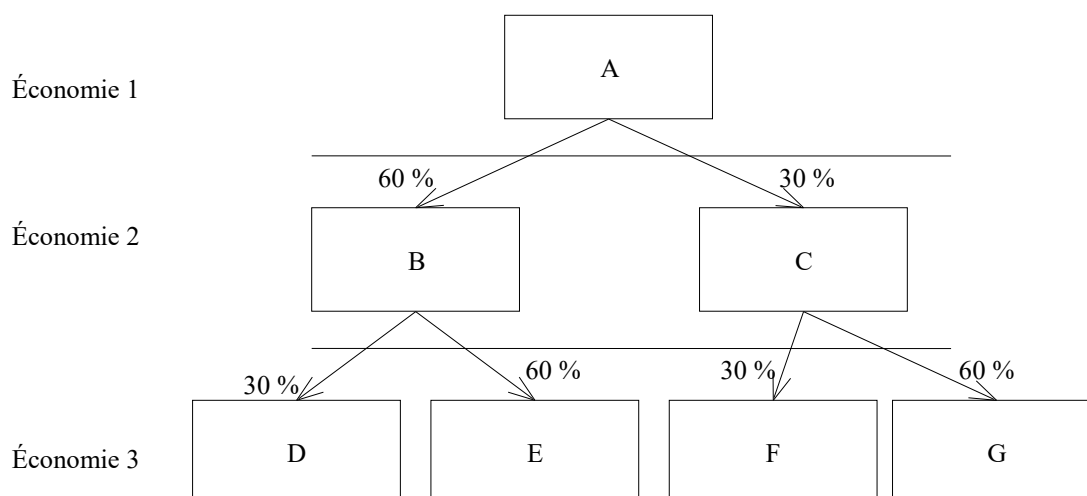 A
Économie 1
60 % 30 %
Économie 2
B C
30 % 60 % 30 % 60 %
D E F G
Économie 3